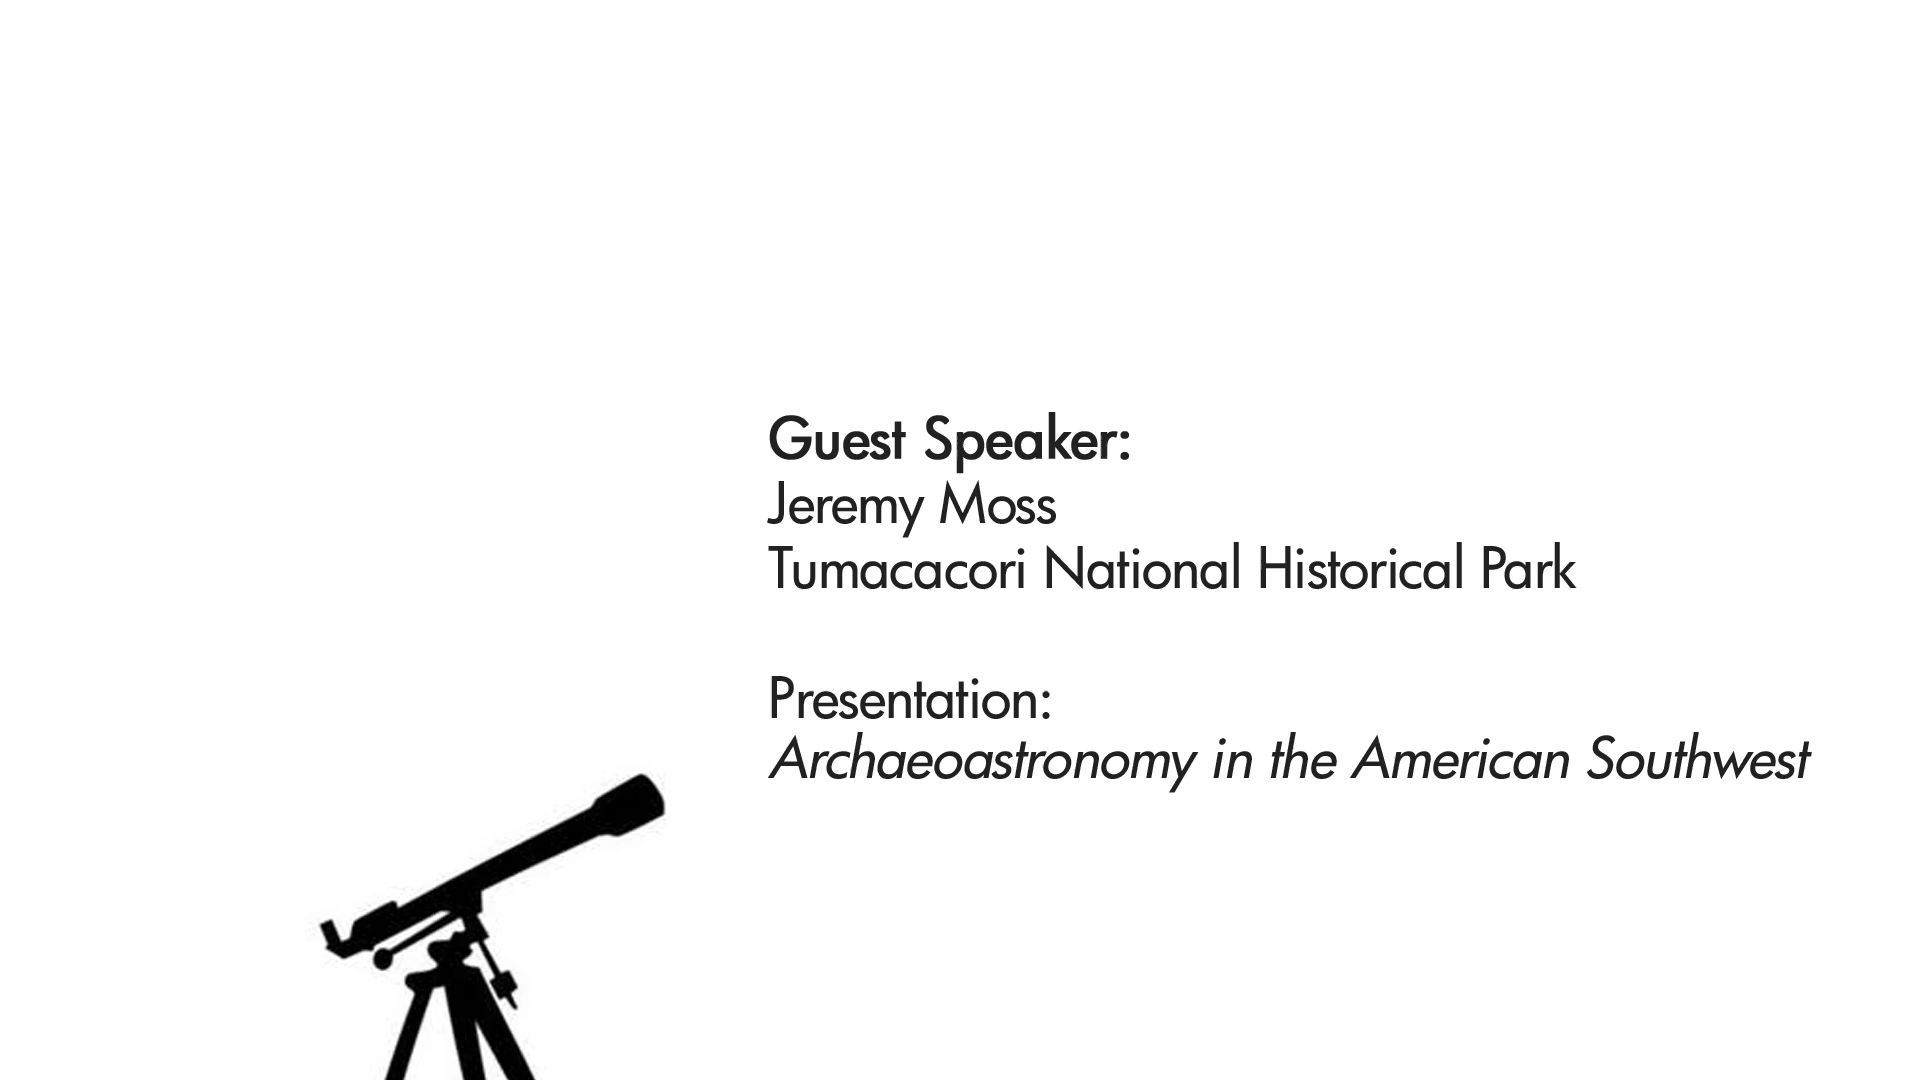 Guest Speaker:
Jeremy Moss
Tumacacori National Historical Park
Presentation:
Archaeoastronomy in the American Southwest